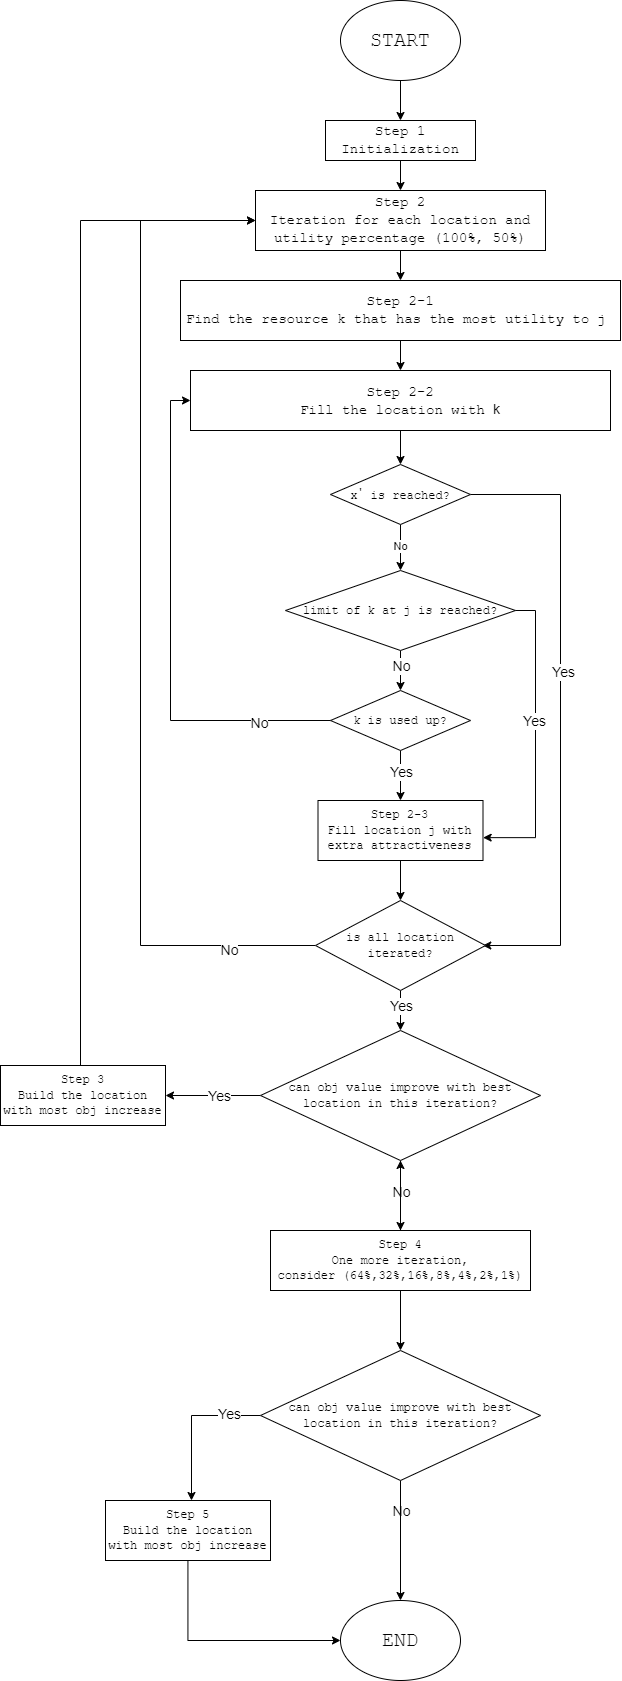 START
Step 1
Initialization
Step 2
Iteration for each location and
utility percentage (100%, 50%)
Step 2-1
Find the resource k that has the most utility to j
Step 2-2
Fill the location with k
x' is reached?
No
limit of k at j is reached?
Yes
No
Yes
k is used up?
No
Yes
Step 2-3
Fill location j with
extra attractiveness
is all location
iterated?
No
Yes
can obj value improve with best
location in this iteration?
Yes
Step 3
Build the location
with most obj increase
No
Step 4
One more iteration,
consider (64%,32%,16%,8%,4%,2%,1%)
can obj value improve with best
location in this iteration?
Yes
No
Step 5
Build the location
with most obj increase
END